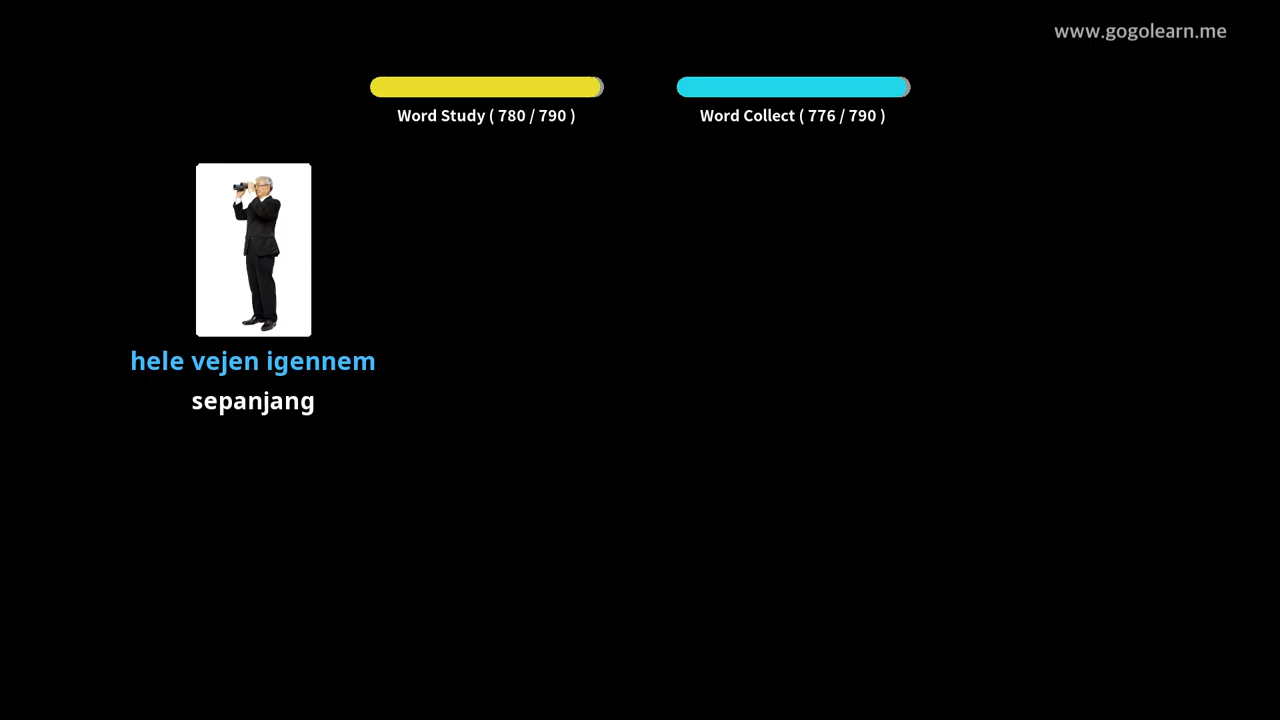 www.gogolearn.me
Word Study ( 780 / 790 )
Word Collect ( 776 / 790 )
hele vejen igennem
sepanjang